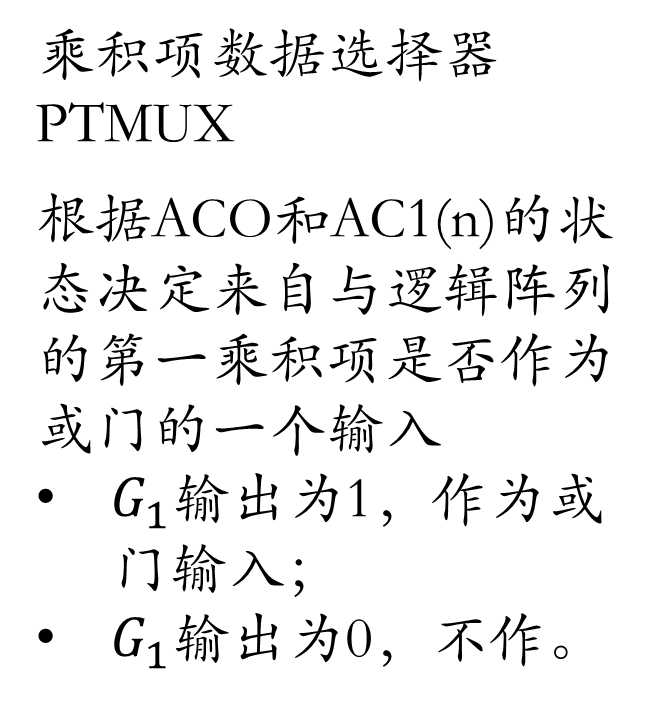 乘积项数据选择器
PTMUX
根据ACO和AC1(n)的状
态决定来自与逻辑阵列
的第一乘积项是否作为
或门的一个输入
• G₁输出为1，作为或
门输入；
• G₁输出为0，不作。